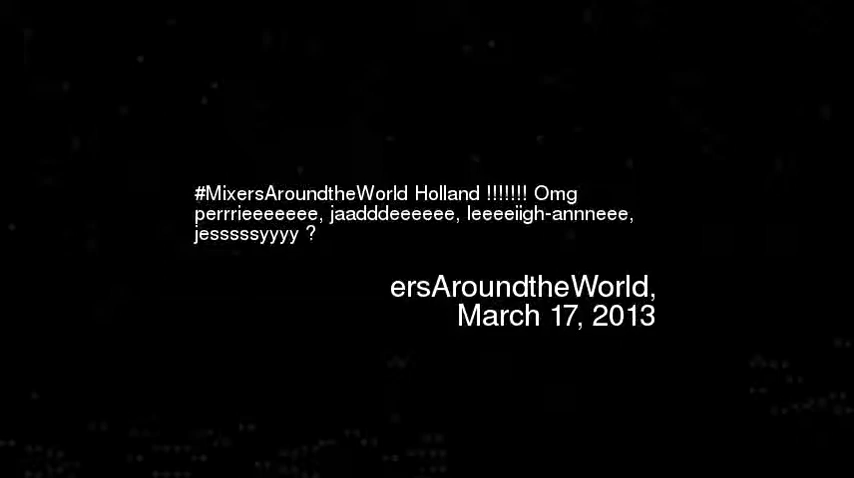 #MixersAroundtheWorld Holland !!!!!!! Omg
perrrieeeeeee, jaadddeeeeee, leeeeiigh-annneee,
jesssssyyyy ?
ersAroundtheWorld,
March 17, 2013